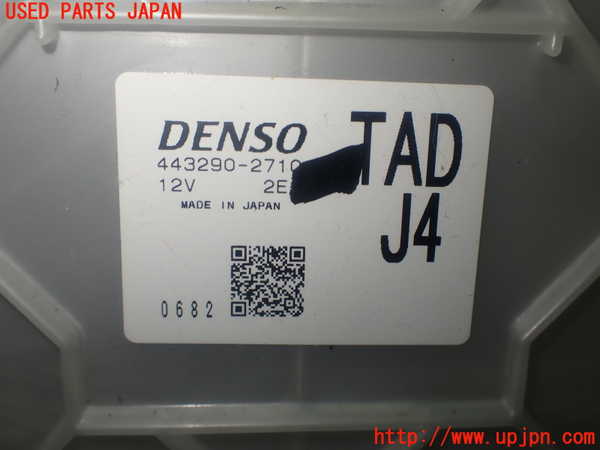 USED PARTS JAPAN
DENSO
TAD
443290-2710
12V 2E
J4
MADE IN JAPAN
0682
http://www.upjpn.com